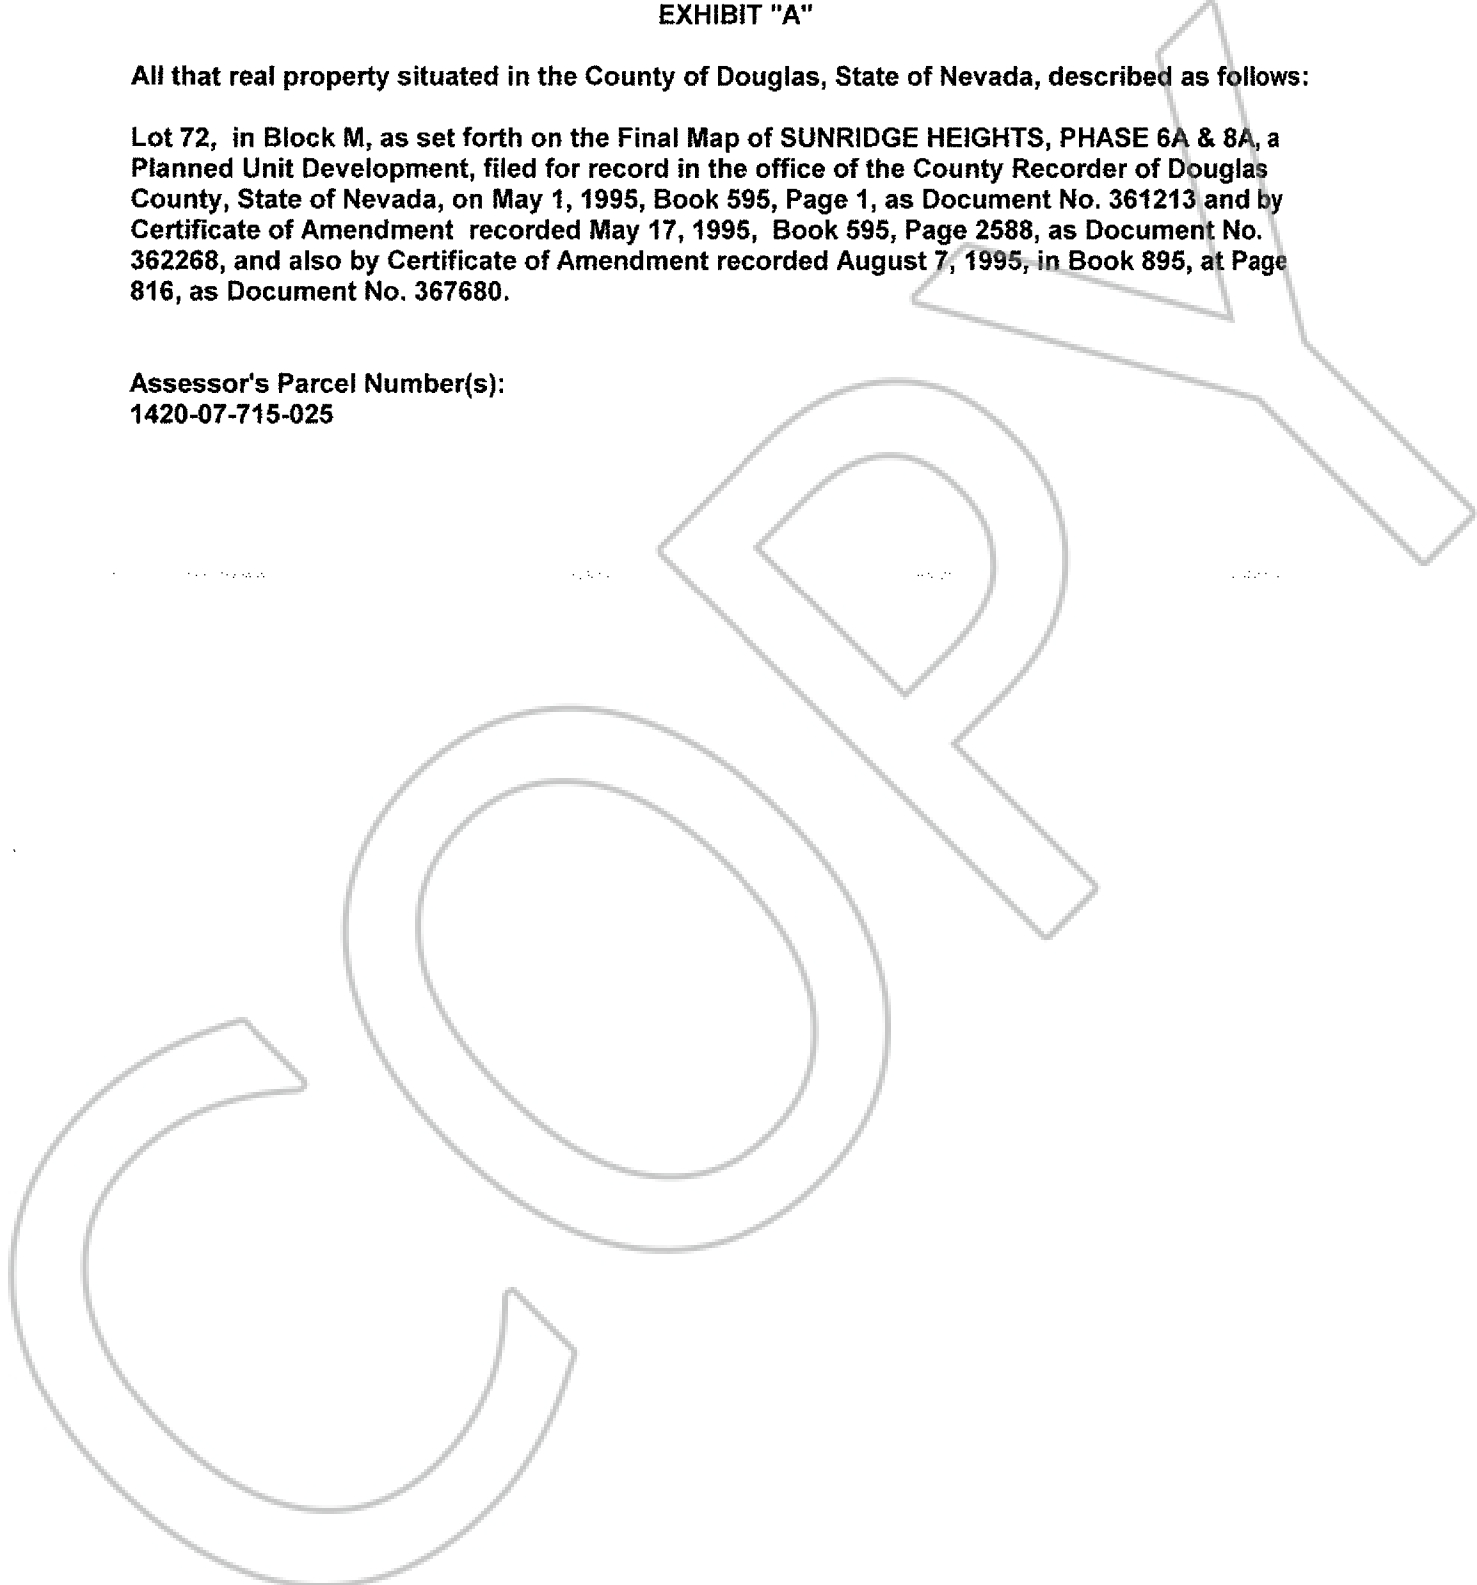 EXHIBIT "A"
All that real property situated in the County of Douglas, State of Nevada, described as follows:
Lot 72,  in Block M, as set forth on the Final Map of SUNRIDGE HEIGHTS, PHASE 6A & 8A, a
Planned Unit Development, filed for record in the office of the County Recorder of Douglas
County, State of Nevada, on May 1, 1995, Book 595, Page 1, as Document No. 361213 and by
Certificate of Amendment  recorded May 17, 1995,  Book 595, Page 2588, as Document No.
362268, and also by Certificate of Amendment recorded August 7, 1995, in Book 895, at Page
816, as Document No. 367680.
Assessor's Parcel Number(s):
1420-07-715-025
COPY